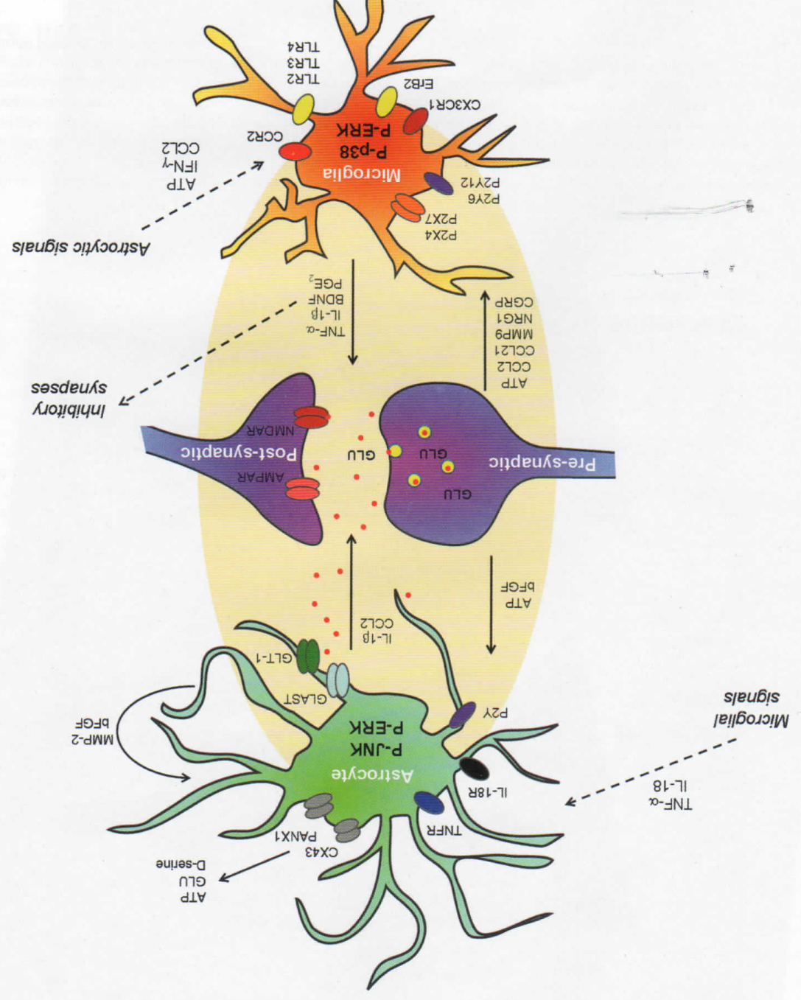 ATP
GLU
D-serine
CX43
PANX1
TNFR
TNF-α
IL-18
IL-18R
Astrocyte
P-JNK
P-ERK
MMP-2
bFGF
Microglial
signals
P2Y
GLAST
GLT-1
IL-1β
CCL2
ATP
bFGF
GLU
AMPAR
Pre-synaptic
GLU
GLU
Post-synaptic
NMDAR
Inhibitory
synapses
ATP
CCL2
CCL21
MMP9
NRG1
CGRP
TNF-α
IL-1β
BDNF
PGE₂
Astrocytic signals
P2X4
P2X7
P2Y6
P2Y12
ATP
IFN-γ
CCL2
Microglia
P-p38
P-ERK
CCR2
CX3CR1
ErB2
TLR2
TLR3
TLR4